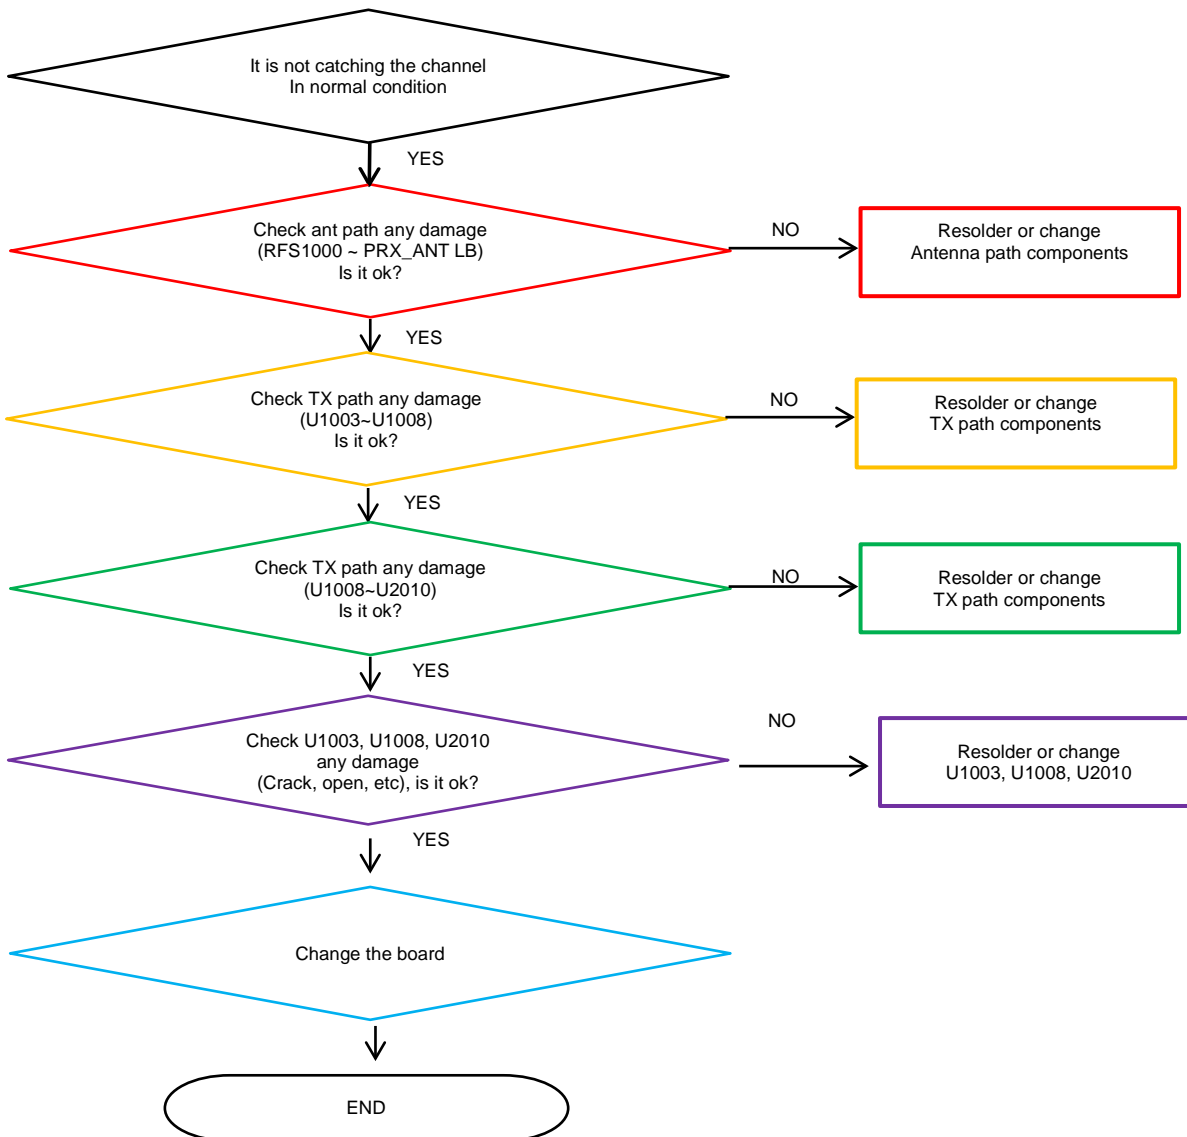 It is not catching the channel
In normal condition
YES
Check ant path any damage
(RFS1000 ~ PRX_ANT LB)
Is it ok?
NO
Resolder or change
Antenna path components
YES
Check TX path any damage
(U1003~U1008)
Is it ok?
NO
Resolder or change
TX path components
YES
Check TX path any damage
(U1008~U2010)
Is it ok?
NO
Resolder or change
TX path components
YES
Check U1003, U1008, U2010
any damage
(Crack, open, etc), is it ok?
NO
Resolder or change
U1003, U1008, U2010
YES
Change the board
END